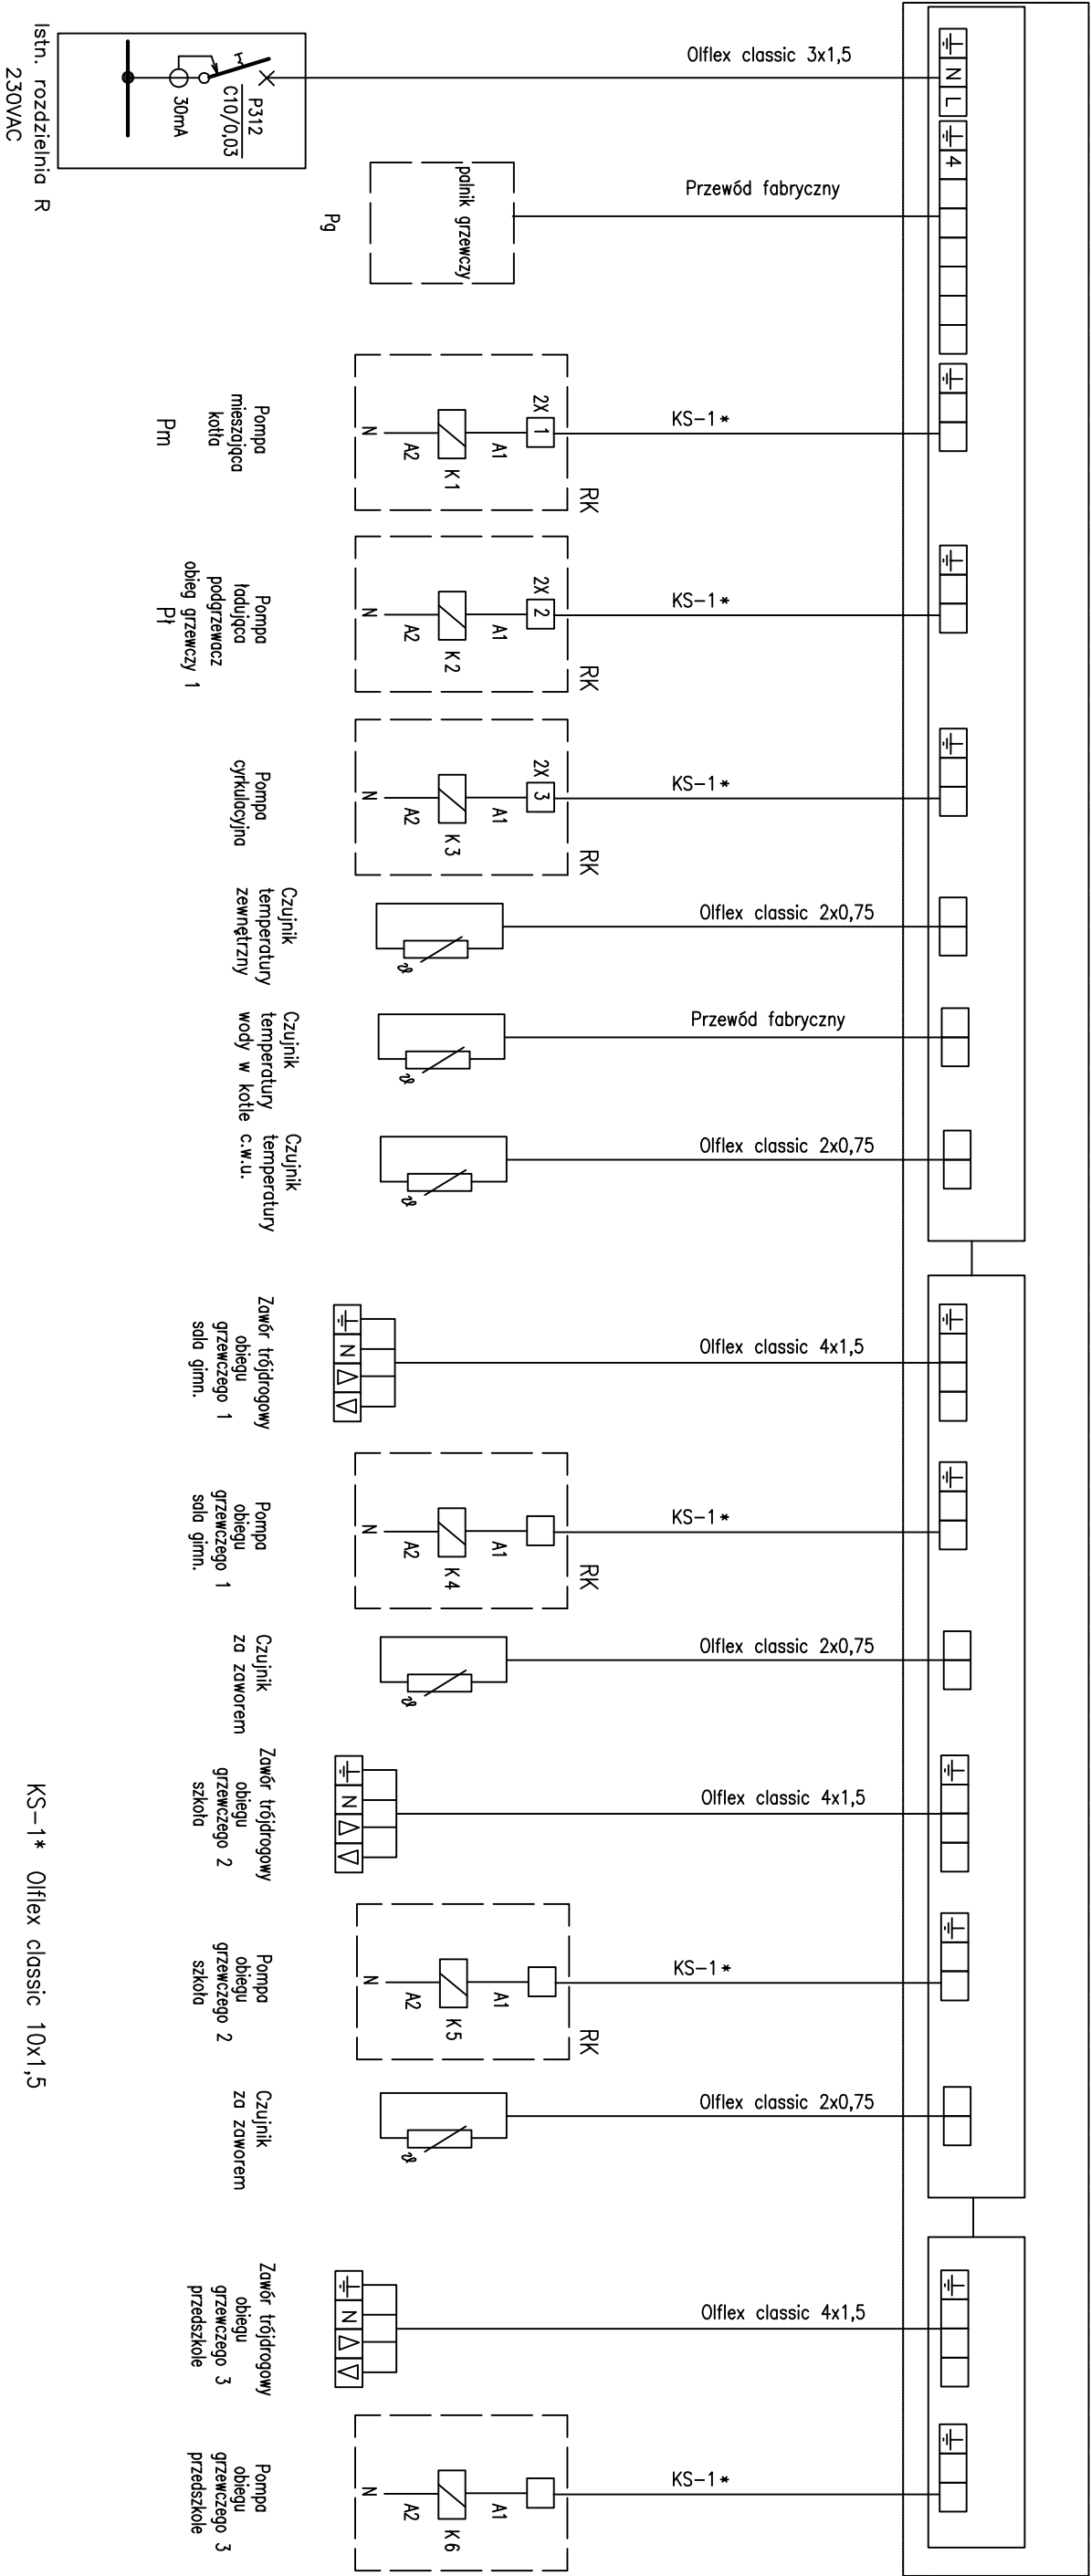 Olflex classic 3x1,5
N
L
4
P312
C10/0,03
30mA
Istn. rozdzielnia R
230VAC
Przewód fabryczny
palnik grzewczy
Pg
KS-1*
2X
1
A1
K1
A2
N
RK
Pompa
mieszająca
kotła
Pm
KS-1*
2X
2
A1
K2
A2
N
RK
Pompa
ładująca
podgrzewacz
obieg grzewczy 1
Pł
KS-1*
2X
3
A1
K3
A2
N
RK
Pompa
cyrkulacyjna
Olflex classic 2x0,75
ϑ
Czujnik
temperatury
zewnętrzny
Przewód fabryczny
ϑ
Czujnik
temperatury
wody w kotle
Olflex classic 2x0,75
ϑ
Czujnik
temperatury
c.w.u.
Olflex classic 4x1,5
N
Zawór trójdrogowy
obiegu
grzewczego 1
sala gimn.
KS-1*
A1
K4
A2
N
RK
Pompa
obiegu
grzewczego 1
sala gimn.
Olflex classic 2x0,75
ϑ
Czujnik
za zaworem
Olflex classic 4x1,5
N
Zawór trójdrogowy
obiegu
grzewczego 2
szkoła
KS-1*
A1
K5
A2
N
RK
Pompa
obiegu
grzewczego 2
szkoła
Olflex classic 2x0,75
ϑ
Czujnik
za zaworem
Olflex classic 4x1,5
N
Zawór trójdrogowy
obiegu
grzewczego 3
przedszkole
KS-1*
A1
K6
A2
N
Pompa
obiegu
grzewczego 3
przedszkole
KS-1* Olflex classic 10x1,5